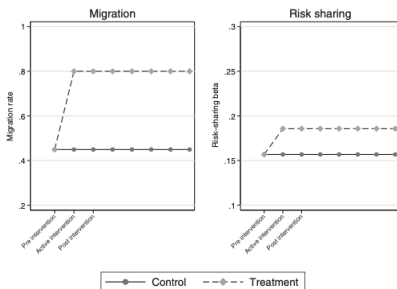 Migration
Risk sharing
1
.8
.6
.4
.2
Migration rate
Pre intervention
Active intervention
Post intervention
.3
.25
.2
.15
.1
Risk-sharing beta
Pre intervention
Active intervention
Post intervention
Control
Treatment